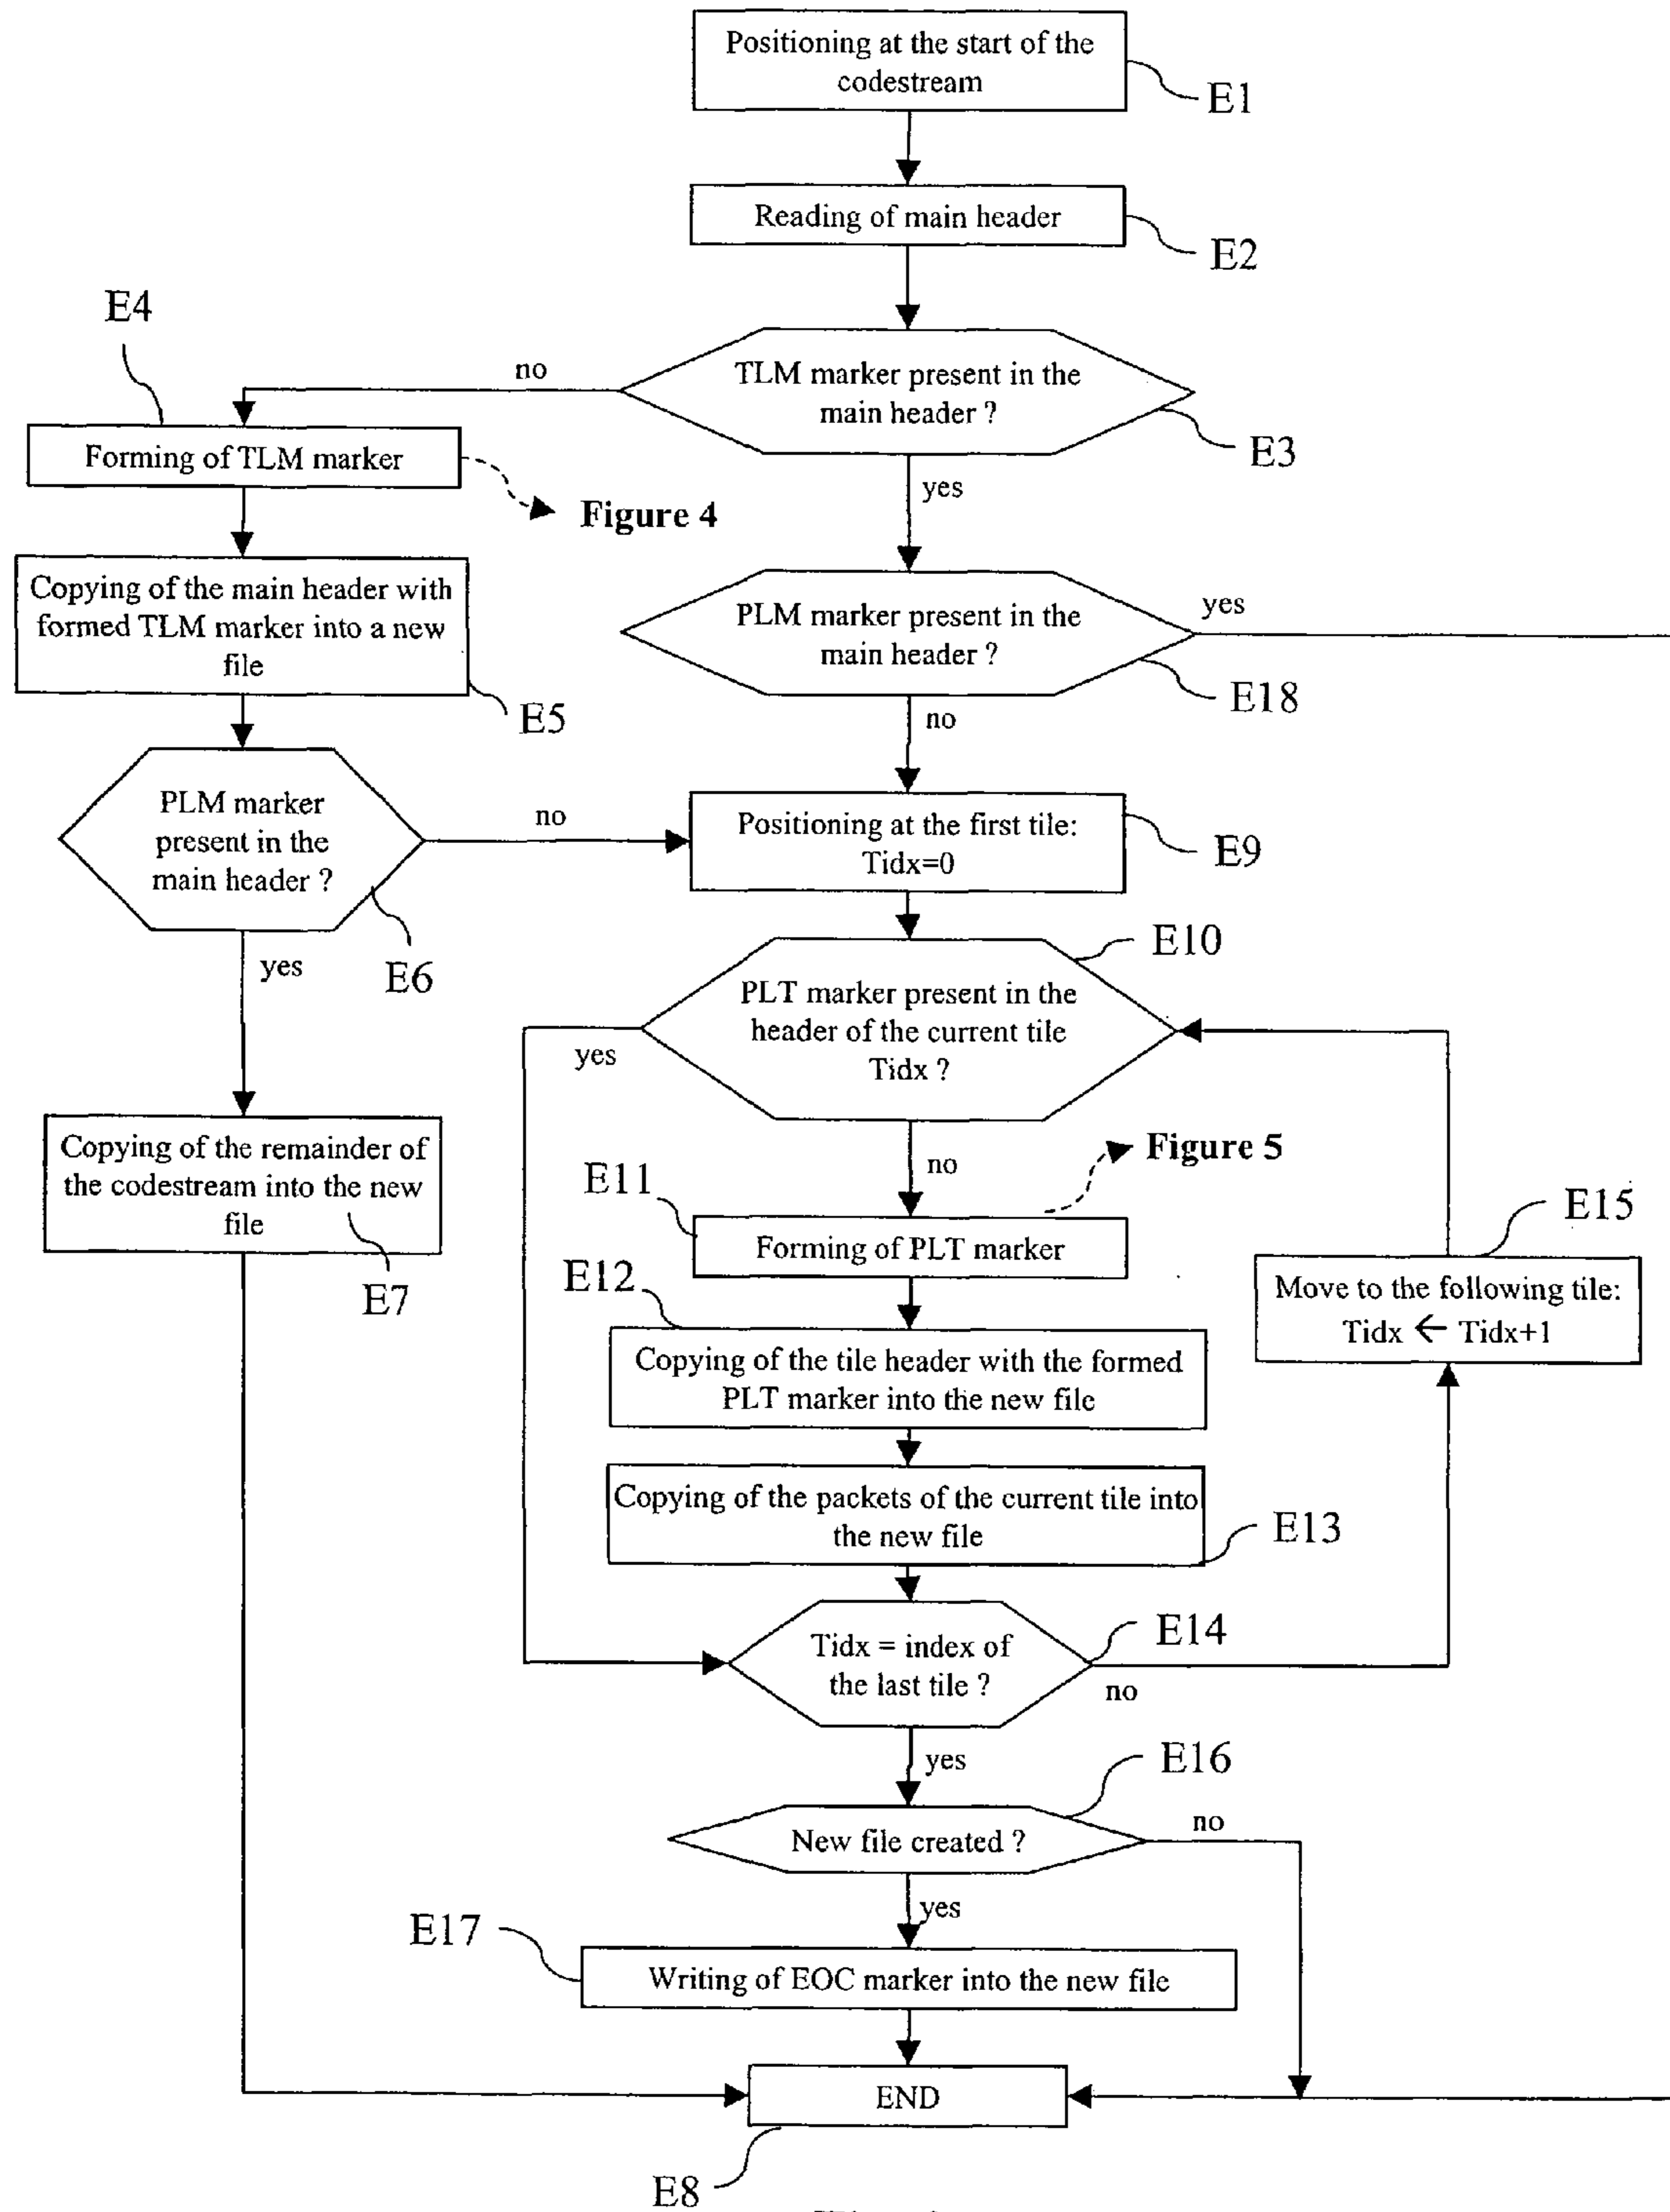 Positioning at the start of the
codestream
E1
Reading of main header
E2
E4
TLM marker present in the
main header ?
no
E3
yes
Forming of TLM marker
Figure 4
Copying of the main header with
formed TLM marker into a new
file
E5
PLM marker present in the
main header ?
yes
E18
no
PLM marker
present in the
main header ?
no
E6
yes
Positioning at the first tile:
Tidx=0
E9
E10
PLT marker present in the
header of the current tile
Tidx ?
yes
no
Copying of the remainder of
the codestream into the new
file
E7
Figure 5
E11
Forming of PLT marker
E15
Move to the following tile:
Tidx ← Tidx+1
E12
Copying of the tile header with the formed
PLT marker into the new file
Copying of the packets of the current tile into
the new file
E13
Tidx = index of
the last tile ?
E14
no
yes
E16
New file created ?
no
yes
E17
Writing of EOC marker into the new file
END
E8